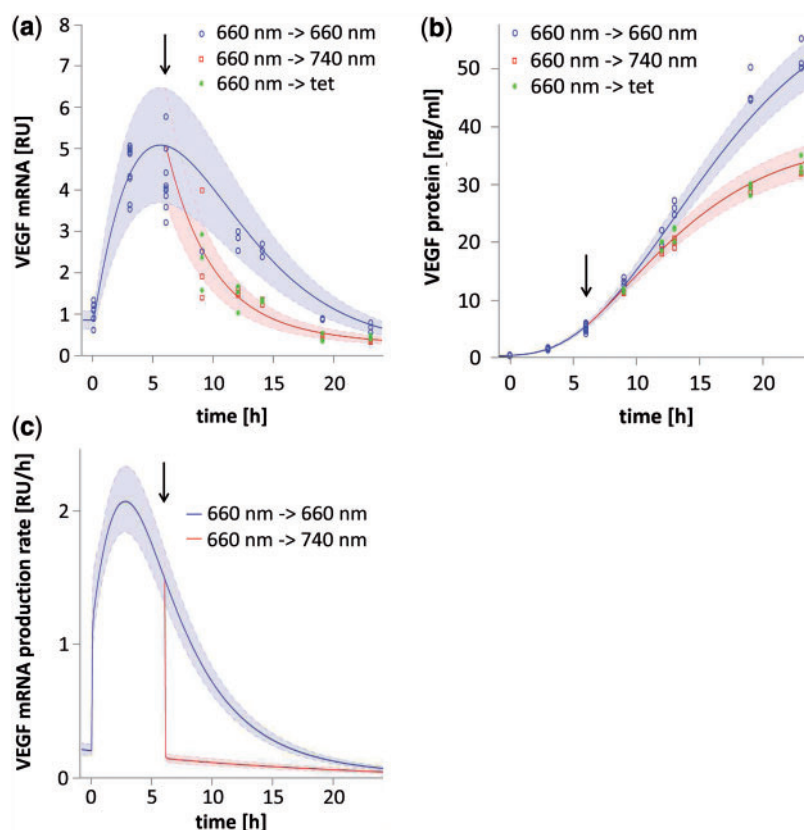 (a)
VEGF mRNA [RU]
8
7
6
5
4
3
2
1
0
660 nm -> 660 nm
660 nm -> 740 nm
660 nm -> tet
0 5 10 15 20
time [h]
(b)
VEGF protein [ng/ml]
50
40
30
20
10
0
660 nm -> 660 nm
660 nm -> 740 nm
660 nm -> tet
0 5 10 15 20
time [h]
(c)
VEGF mRNA production rate [RU/h]
2
1
0
660 nm -> 660 nm
660 nm -> 740 nm
0 5 10 15 20
time [h]